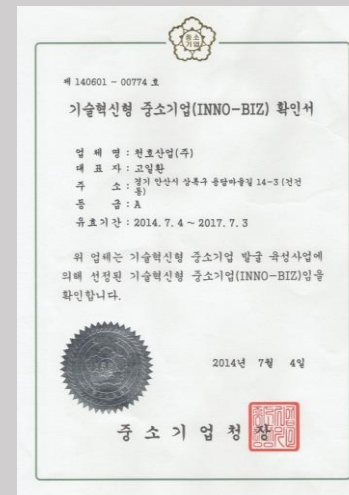 중소
기업
제 140601 - 00774 호
기술혁신형 중소기업(INNO-BIZ) 확인서
업 체 명 : 천호산업(주)
대 표 자 : 고일환
주 소 : 경기 안산시 상록구 응달마을길 14-3 (건건
동)
등 급 : A
유효기간 : 2014. 7. 4 ~ 2017. 7. 3
위 업체는 기술혁신형 중소기업 발굴 육성사업에
의해 선정된 기술혁신형 중소기업(INNO-BIZ)임을
확인합니다.
2014년 7월 4일
중 소 기 업 청 장